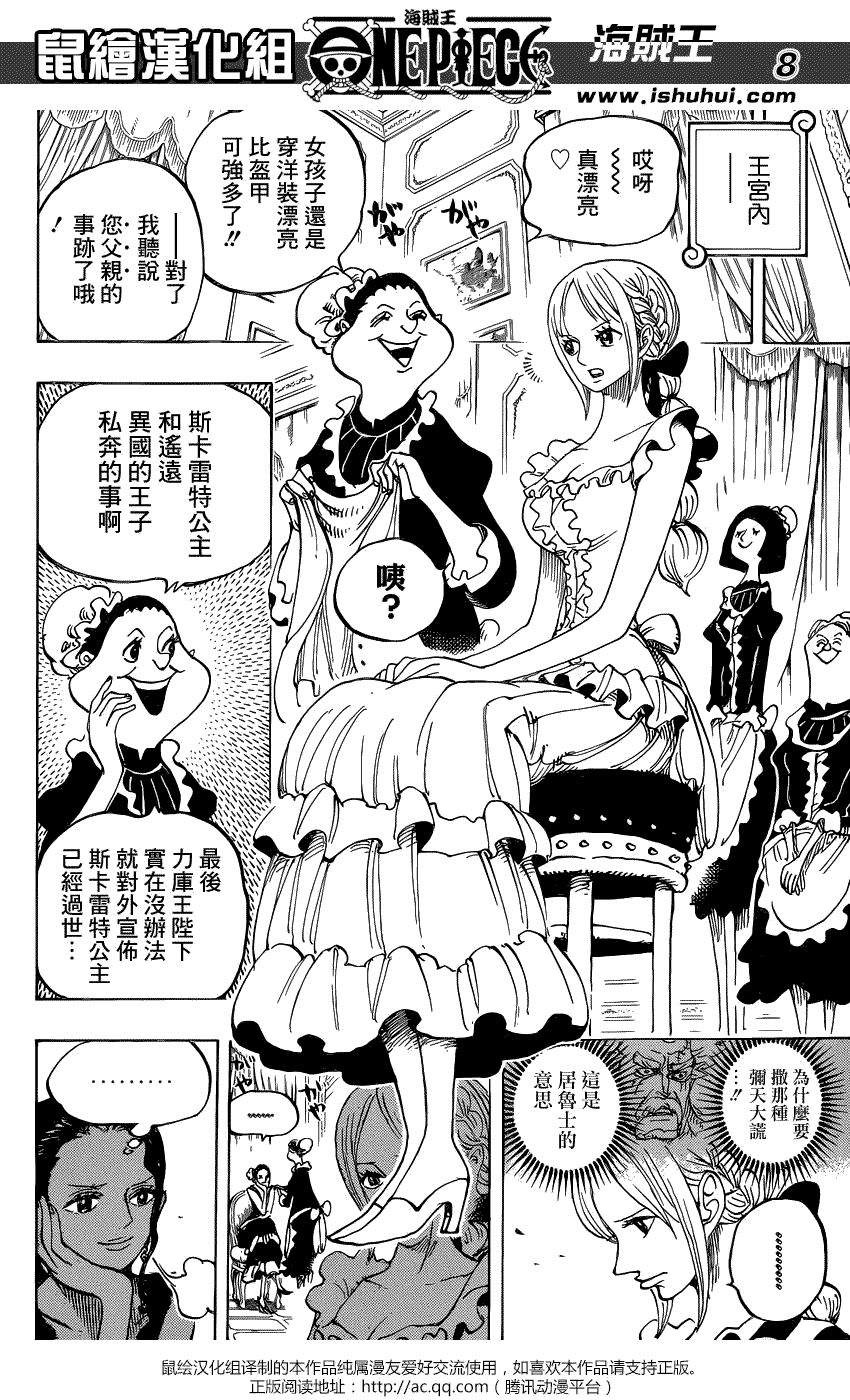 鼠繪漢化組
海賊王
ONE PIECE
海賊王
8
www.ishuhui.com
王宮內
——
哎呀
真漂亮
♡
女孩子還是
穿洋裝漂亮
比盔甲
可強多了!!
——對了
我聽說
您父親的
事跡了哦
!
がや
がや
咦?
斯卡雷特公主
和遙遠
異國的王子
私奔的事啊
最後
力庫王陛下
實在沒辦法
就對外宣佈
斯卡雷特公主
已經過世…
為什麼要
撒那種
彌天大謊
…!!
這是
居魯士的
意思
………
………
………
鼠绘汉化组译制的本作品纯属漫友爱好交流使用，如喜欢本作品请支持正版。
正版阅读地址：http://ac.qq.com（腾讯动漫平台）